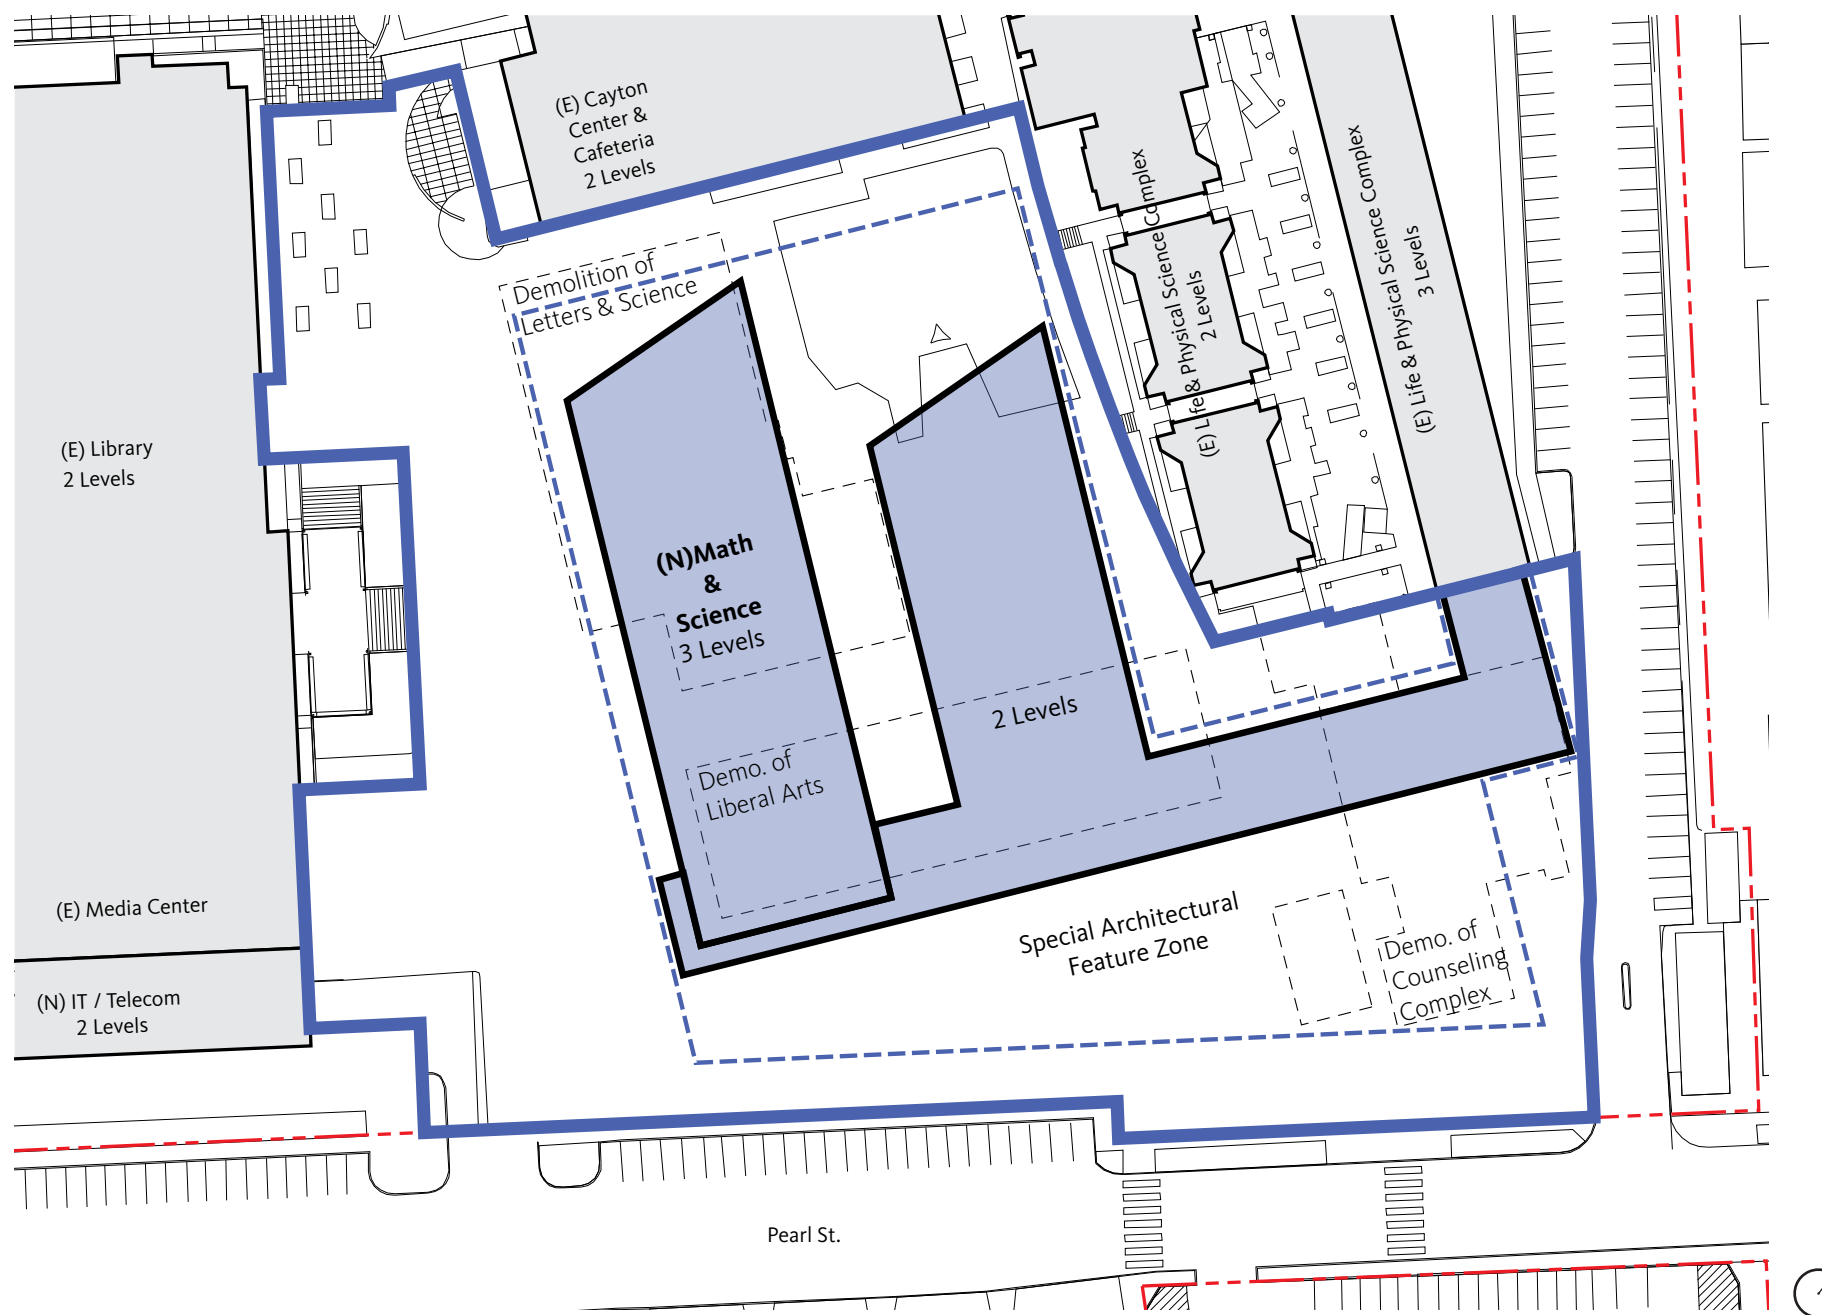 (E) Cayton
Center &
Cafeteria
2 Levels
(E) Life & Physical Science Complex
2 Levels
(E) Life & Physical Science Complex
3 Levels
Demolition of
Letters & Science
(E) Library
2 Levels
(N)Math
&
Science
3 Levels
2 Levels
Demo. of
Liberal Arts
(E) Media Center
(N) IT / Telecom
2 Levels
Special Architectural
Feature Zone
Demo. of
Counseling
Complex
Pearl St.